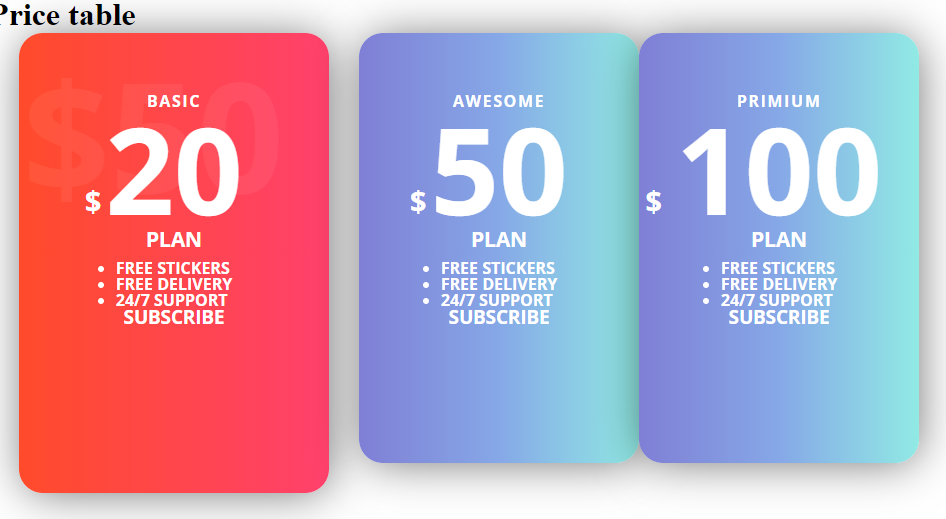 Price table
$50
BASIC
$20
PLAN
FREE STICKERS
FREE DELIVERY
24/7 SUPPORT
SUBSCRIBE
AWESOME
$50
PLAN
FREE STICKERS
FREE DELIVERY
24/7 SUPPORT
SUBSCRIBE
PRIMIUM
$100
PLAN
FREE STICKERS
FREE DELIVERY
24/7 SUPPORT
SUBSCRIBE